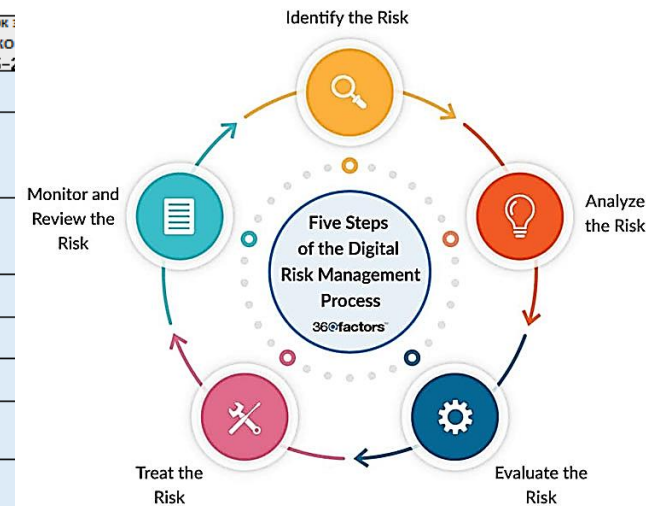 Identify the Risk
Analyze
the Risk
Evaluate the
Risk
Treat the
Risk
Monitor and
Review the
Risk
Five Steps
of the Digital
Risk Management
Process
360factors™